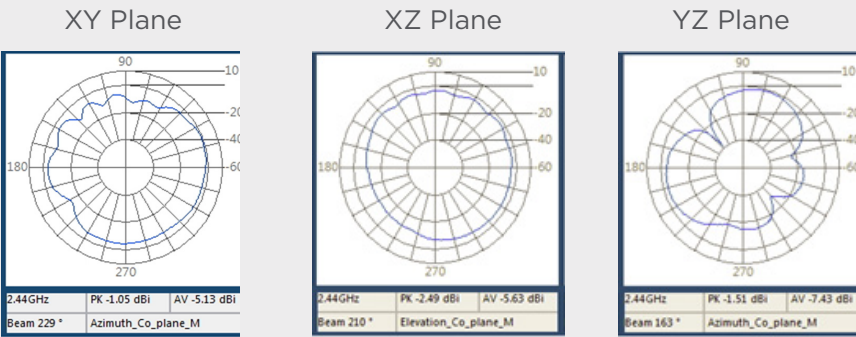 XY Plane
XZ Plane
YZ Plane
90
10
20
40
60
180
270
2.44GHz
PK -1.05 dBi
AV -5.13 dBi
Beam 229 °
Azimuth_Co_plane_M
90
10
20
40
60
180
270
2.44GHz
PK -2.49 dBi
AV -5.63 dBi
Beam 210 °
Elevation_Co_plane_M
90
-10
-20
-40
-60
180
270
2.44GHz
PK -1.51 dBi
AV -7.43 dBi
Beam 163 °
Azimuth_Co_plane_M